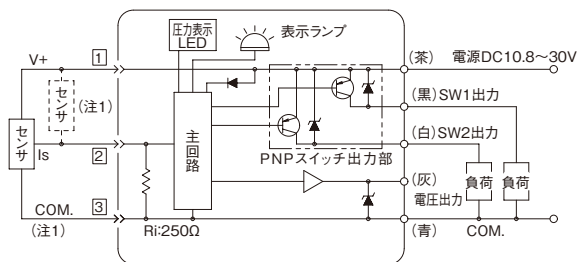 圧力表示
LED
表示ランプ
V+
1
(茶)
電源DC10.8～30V
センサ
(注1)
(黒)SW1出力
(白)SW2出力
センサ
Is
2
主回路
PNPスイッチ出力部
(灰)
電圧出力
負荷
負荷
COM.
3
(注1)
Ri:250Ω
(青)
COM.